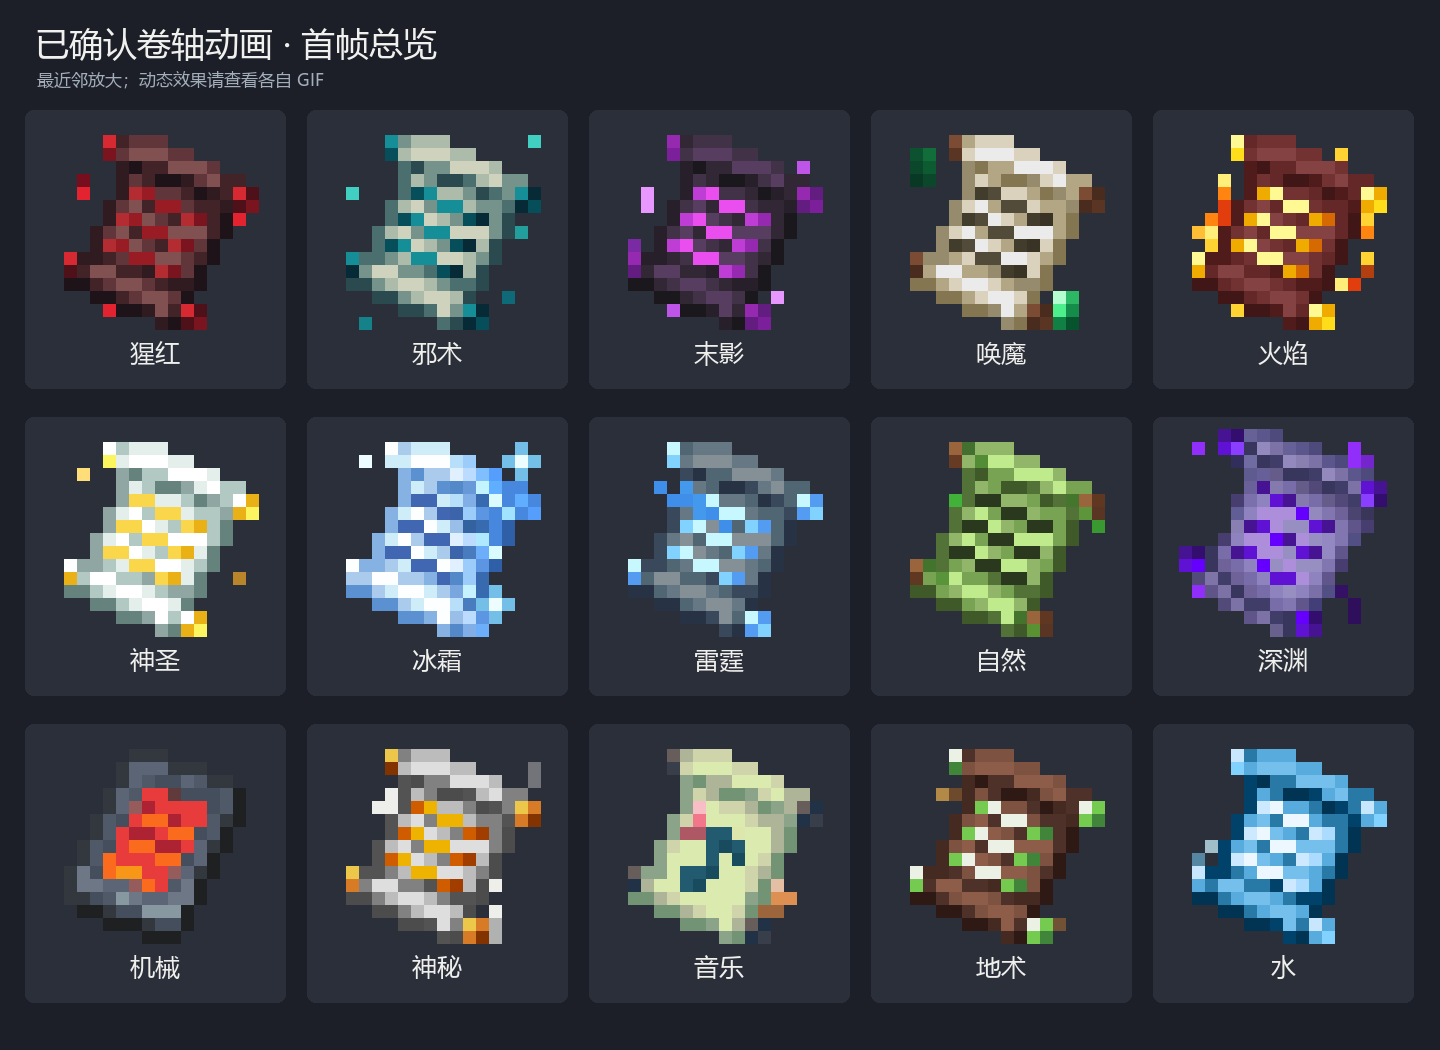 已确认卷轴动画 · 首帧总览
最近邻放大；动态效果请查看各自 GIF
猩红
邪术
末影
唤魔
火焰
神圣
冰霜
雷霆
自然
深渊
机械
神秘
音乐
地术
水